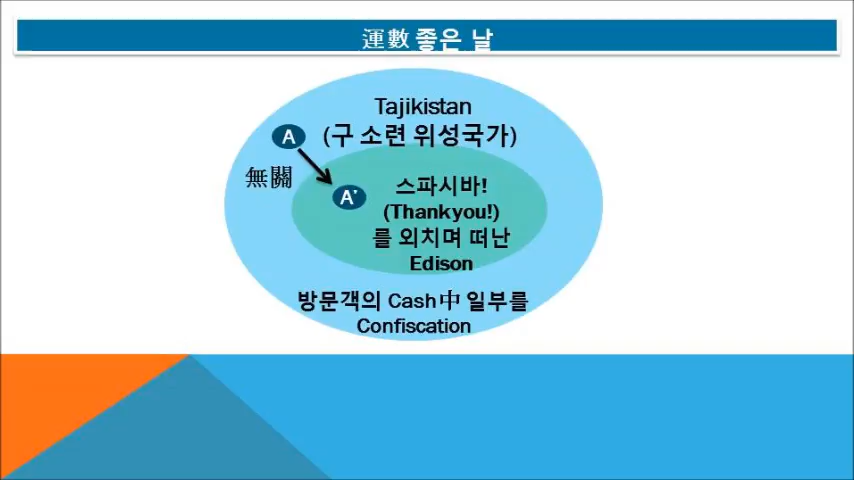 運數 좋은 날
Tajikistan
A
(구 소련 위성국가)
無關
A'
스파시바!
(Thankyou!)
를 외치며 떠난
Edison
방문객의 Cash中 일부를
Confiscation